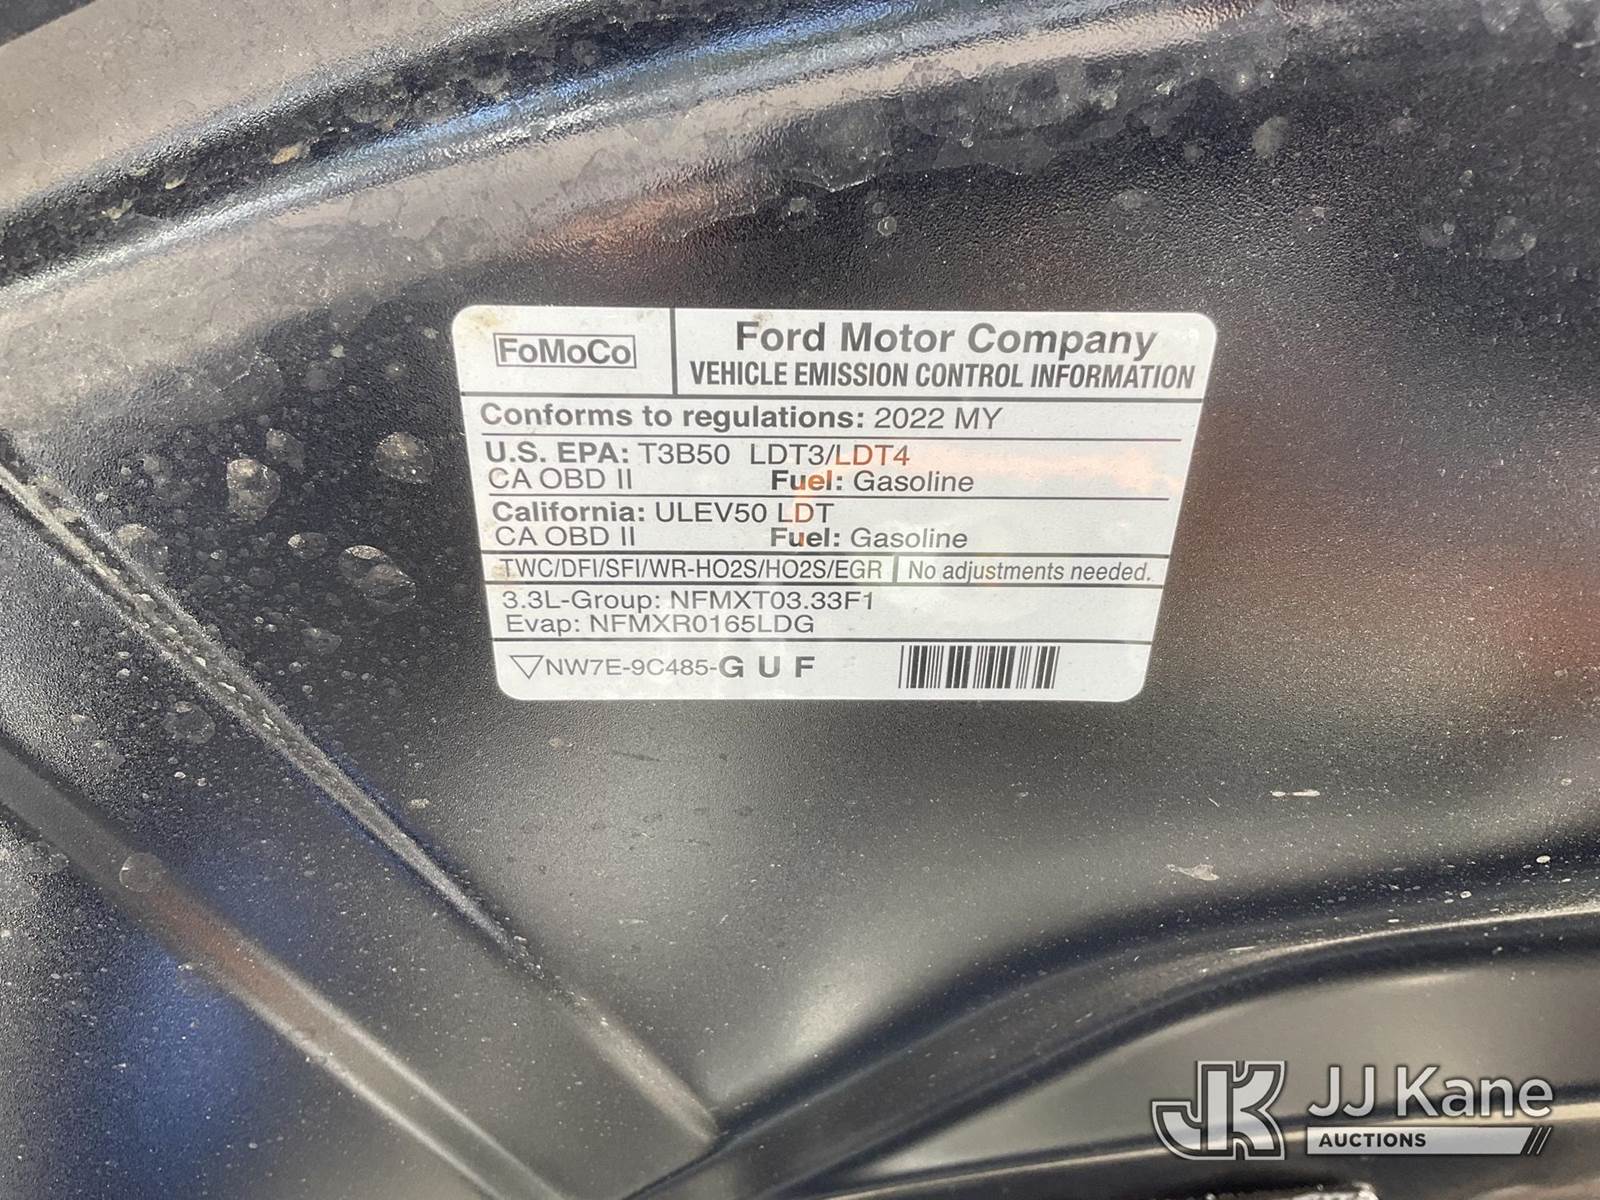 FoMoCo
Ford Motor Company
VEHICLE EMISSION CONTROL INFORMATION
Conforms to regulations: 2022 MY
U.S. EPA: T3B50 LDT3/LDT4
CA OBD II Fuel: Gasoline
California: ULEV50 LDT
CA OBD II Fuel: Gasoline
TWC/DFI/SFI/WR-HO2S/HO2S/EGR No adjustments needed.
3.3L-Group: NFMXT03.33F1
Evap: NFMXR0165LDG
NW7E-9C485-G U F
JK JJ Kane
AUCTIONS